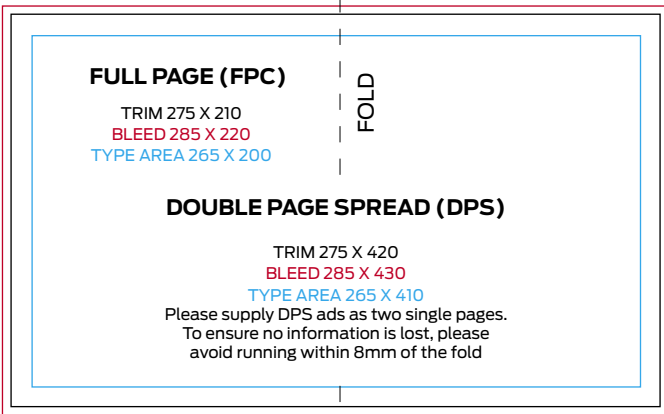 FULL PAGE (FPC)
TRIM 275 X 210
BLEED 285 X 220
TYPE AREA 265 X 200
FOLD
DOUBLE PAGE SPREAD (DPS)
TRIM 275 X 420
BLEED 285 X 430
TYPE AREA 265 X 410
Please supply DPS ads as two single pages.
To ensure no information is lost, please
avoid running within 8mm of the fold